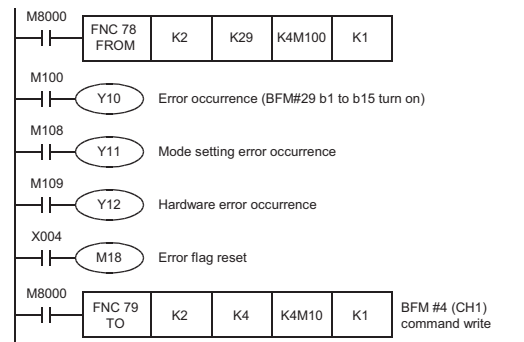 M8000
FNC 78
FROM
K2
K29
K4M100
K1
M100
Y10
Error occurrence (BFM#29 b1 to b15 turn on)
M108
Y11
Mode setting error occurrence
M109
Y12
Hardware error occurrence
X004
M18
Error flag reset
M8000
FNC 79
TO
K2
K4
K4M10
K1
BFM #4 (CH1)
command write